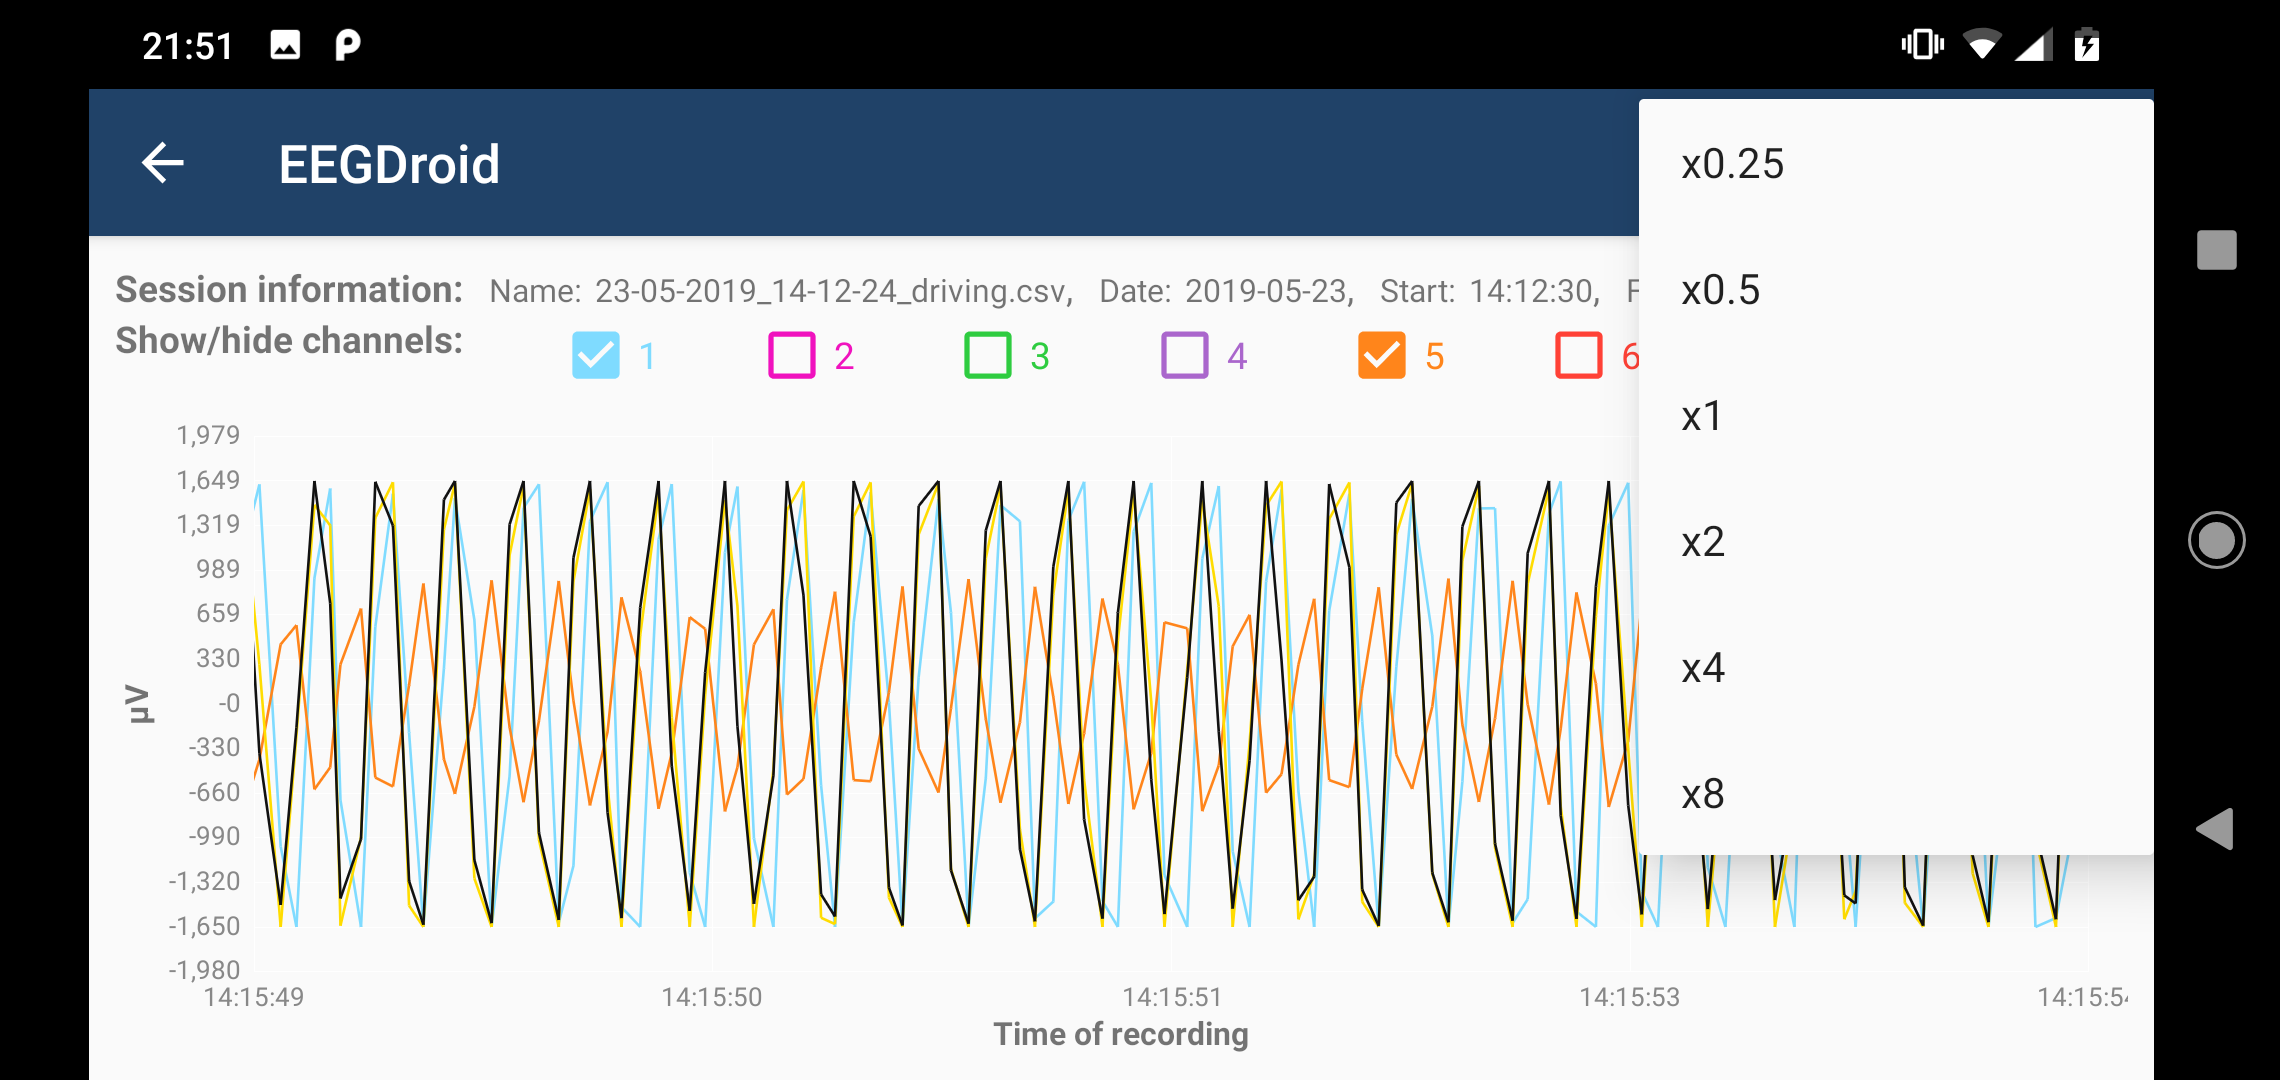 21:51
EEGDroid
x0.25
x0.5
x1
x2
x4
x8
Session information: Name: 23-05-2019_14-12-24_driving.csv, Date: 2019-05-23, Start: 14:12:30,
Show/hide channels: 1 2 3 4 5 6
1,979
1,649
1,319
989
659
330
-0
-330
-660
-990
-1,320
-1,650
-1,980
µV
14:15:49 14:15:50 14:15:51 14:15:53 14:15:54
Time of recording